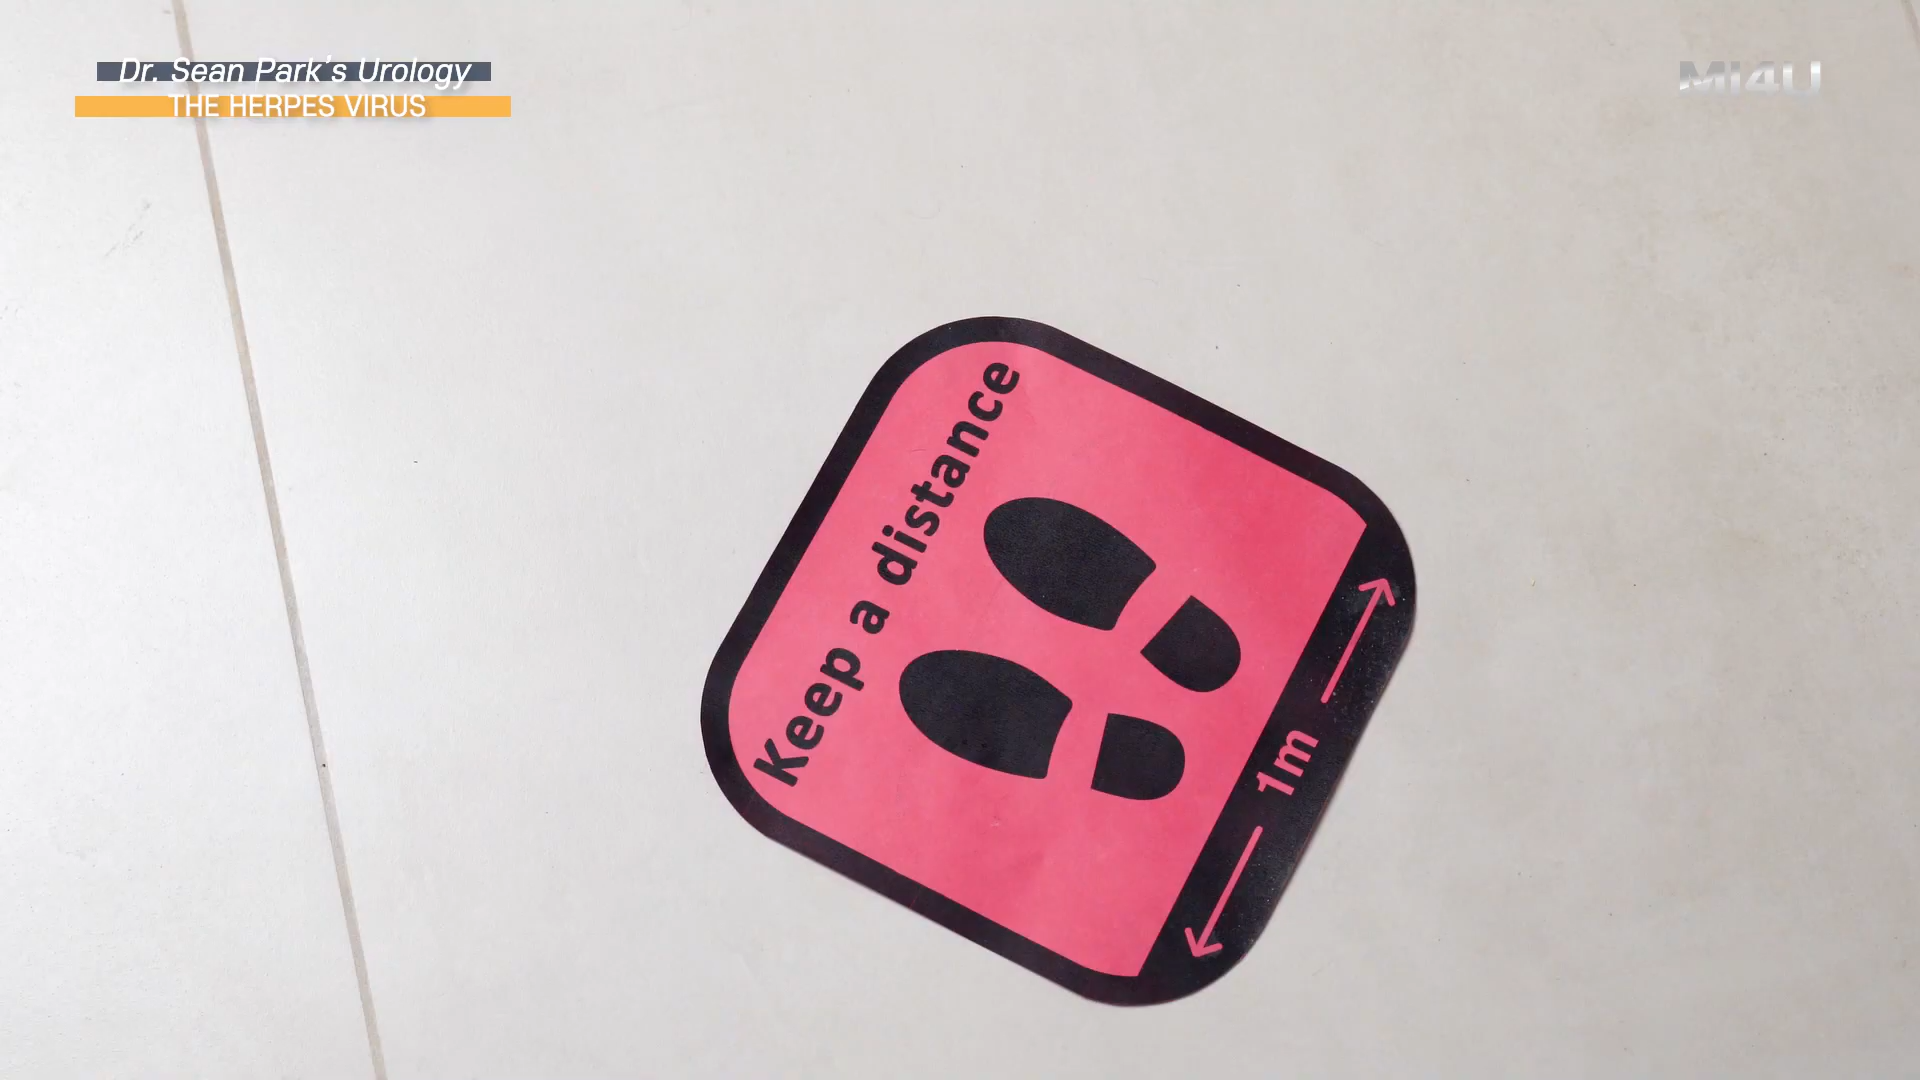 Dr. Sean Park's Urology
THE HERPES VIRUS
MI4U
Keep a distance
1m